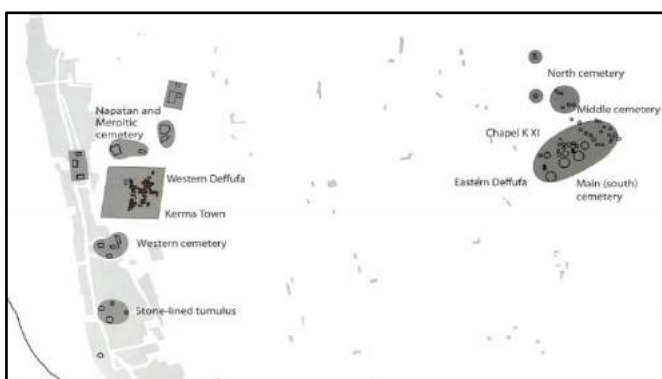 North cemetery
Napatan and
Meroitic
cemetery
Middle cemetery
Chapel K XI
Western Deffufa
Eastern Deffufa
Main (south)
cemetery
Kerma Town
Western cemetery
Stone-lined tumulus